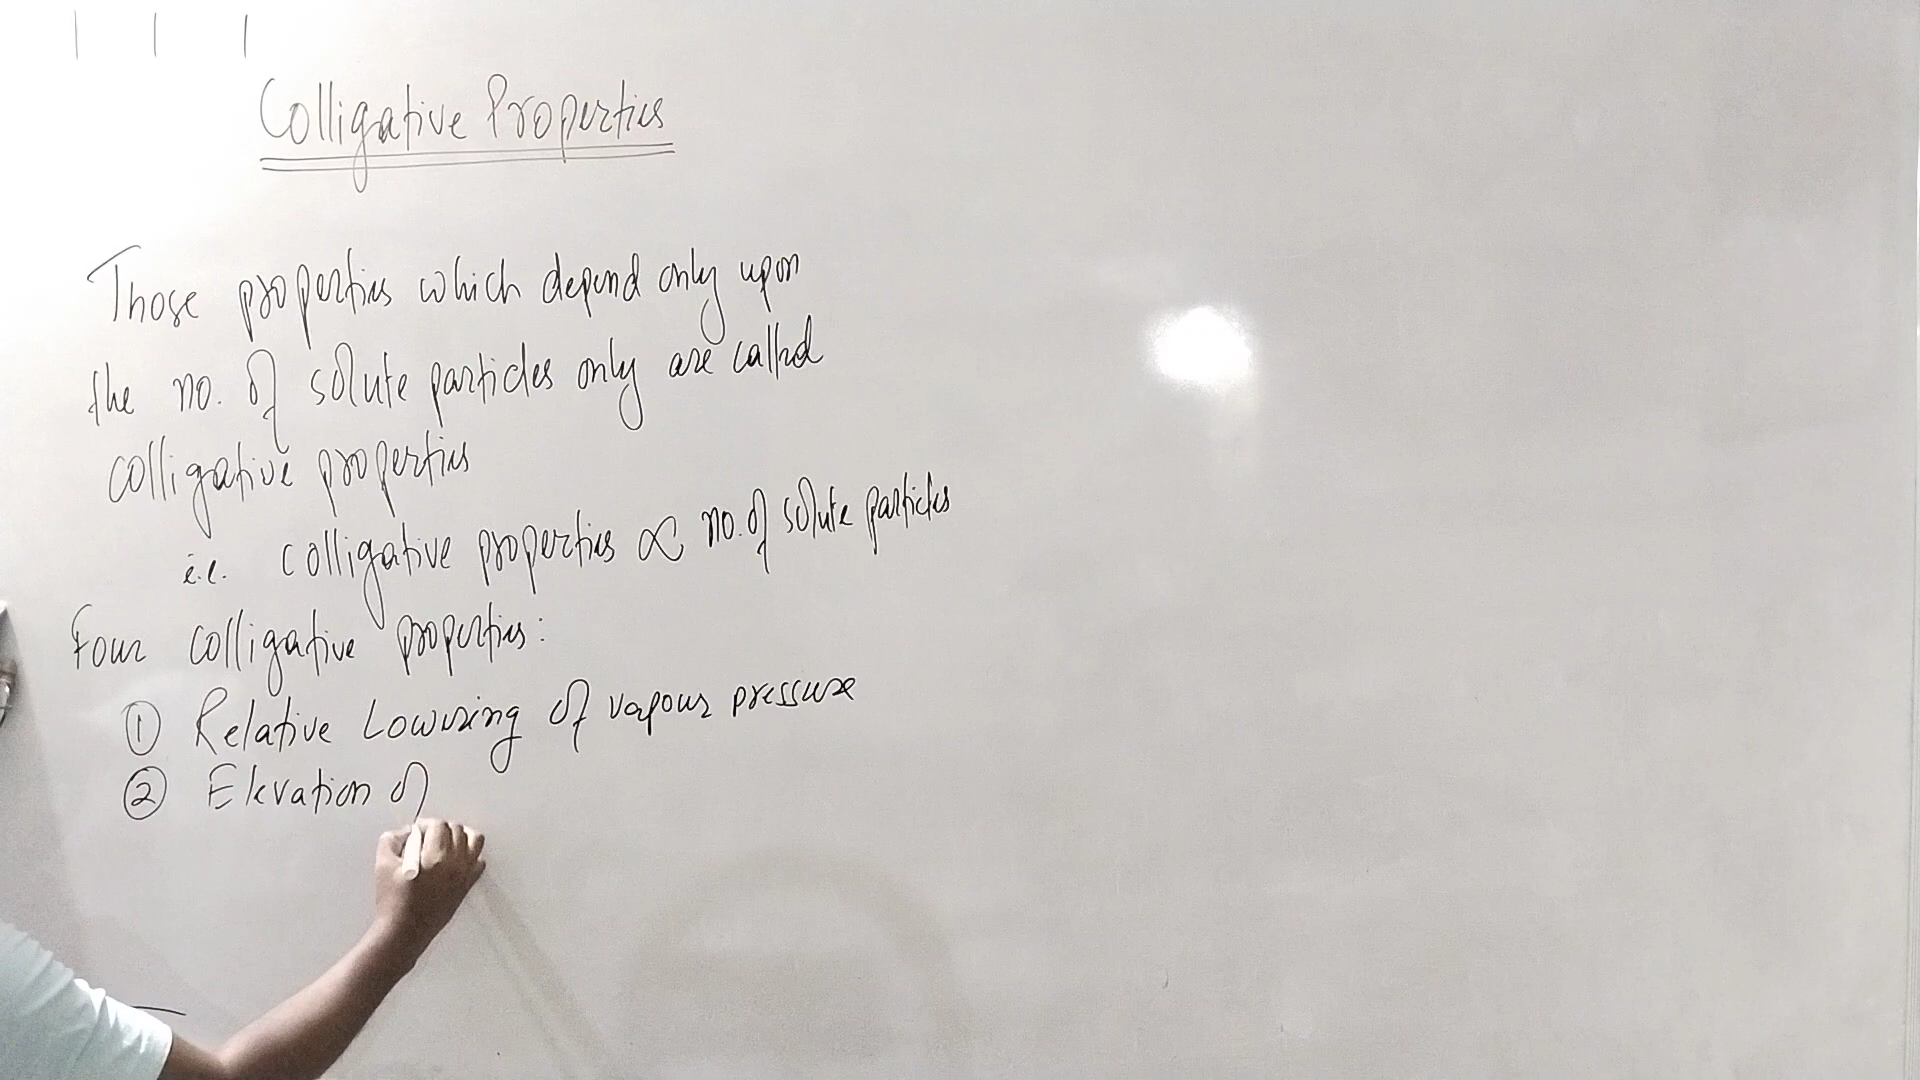 Colligative Properties
Those properties which depend only upon
the no. of solute particles only are called
colligative properties
i.e. colligative properties ∝ no. of solute particles
Four colligative properties:
① Relative Lowering of vapour pressure
② Elevation of